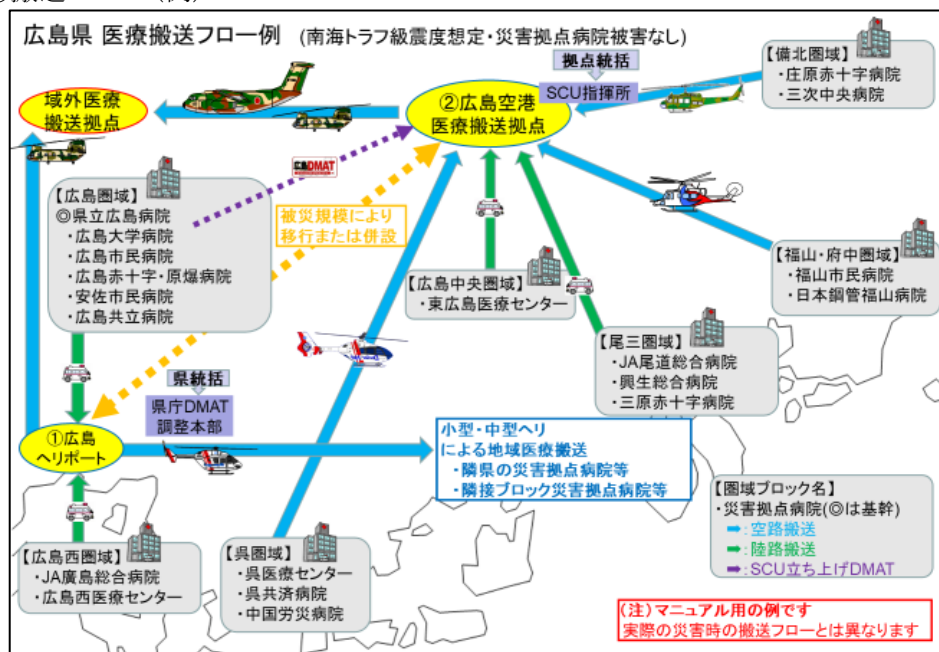 広島県 医療搬送フロー例 (南海トラフ級震度想定・災害拠点病院被害なし)
【備北圏域】
・庄原赤十字病院
・三次中央病院
拠点統括
SCU指揮所
②広島空港
医療搬送拠点
域外医療
搬送拠点
DMAT
【広島圏域】
◎県立広島病院
・広島大学病院
・広島市民病院
・広島赤十字・原爆病院
・安佐市民病院
・広島共立病院
被災規模により
移行または併設
【広島中央圏域】
・東広島医療センター
【福山・府中圏域】
・福山市民病院
・日本鋼管福山病院
【尾三圏域】
・JA尾道総合病院
・興生総合病院
・三原赤十字病院
県統括
県庁DMAT
調整本部
①広島
ヘリポート
小型・中型ヘリ
による地域医療搬送
・隣県の災害拠点病院等
・隣接ブロック災害拠点病院等
【圏域ブロック名】
・災害拠点病院(◎は基幹)
➡:空路搬送
➡:陸路搬送
➡:SCU立ち上げDMAT
【広島西圏域】
・JA廣島総合病院
・広島西医療センター
【呉圏域】
・呉医療センター
・呉共済病院
・中国労災病院
(注)マニュアル用の例です
実際の災害時の搬送フローとは異なります